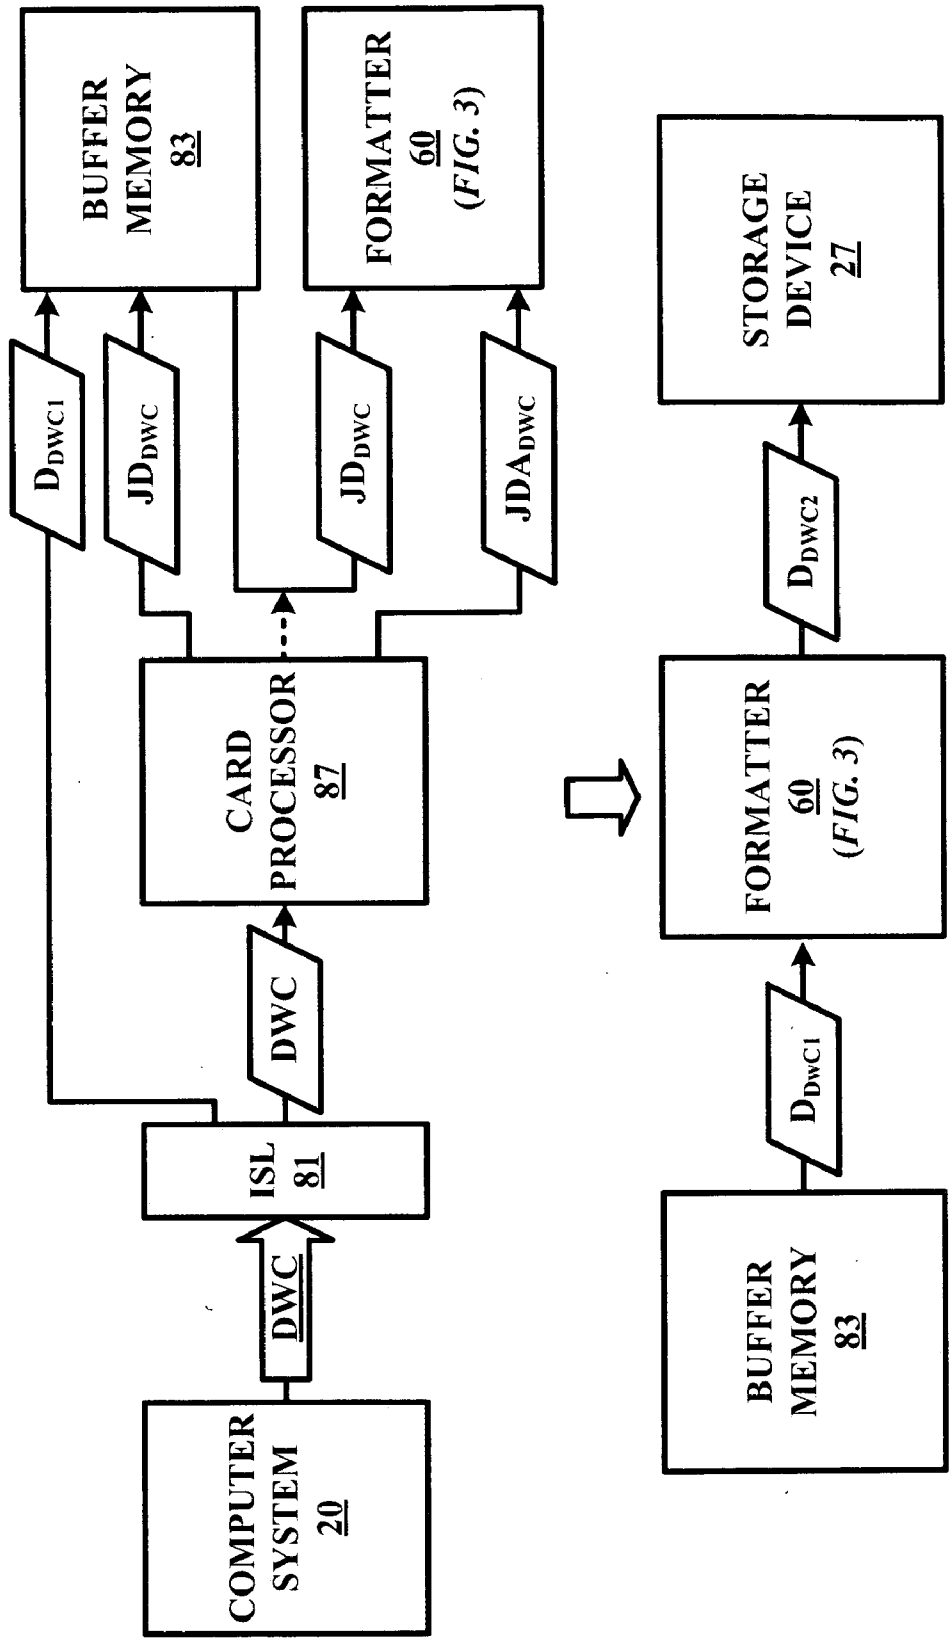 COMPUTER
SYSTEM
20
DWC
ISL
81
DWC
CARD
PROCESSOR
87
DDWC1
JDDWC
JDDWC
JDADWC
BUFFER
MEMORY
83
FORMATTER
60
(FIG. 3)
BUFFER
MEMORY
83
DDWC1
FORMATTER
60
(FIG. 3)
DDWC2
STORAGE
DEVICE
27